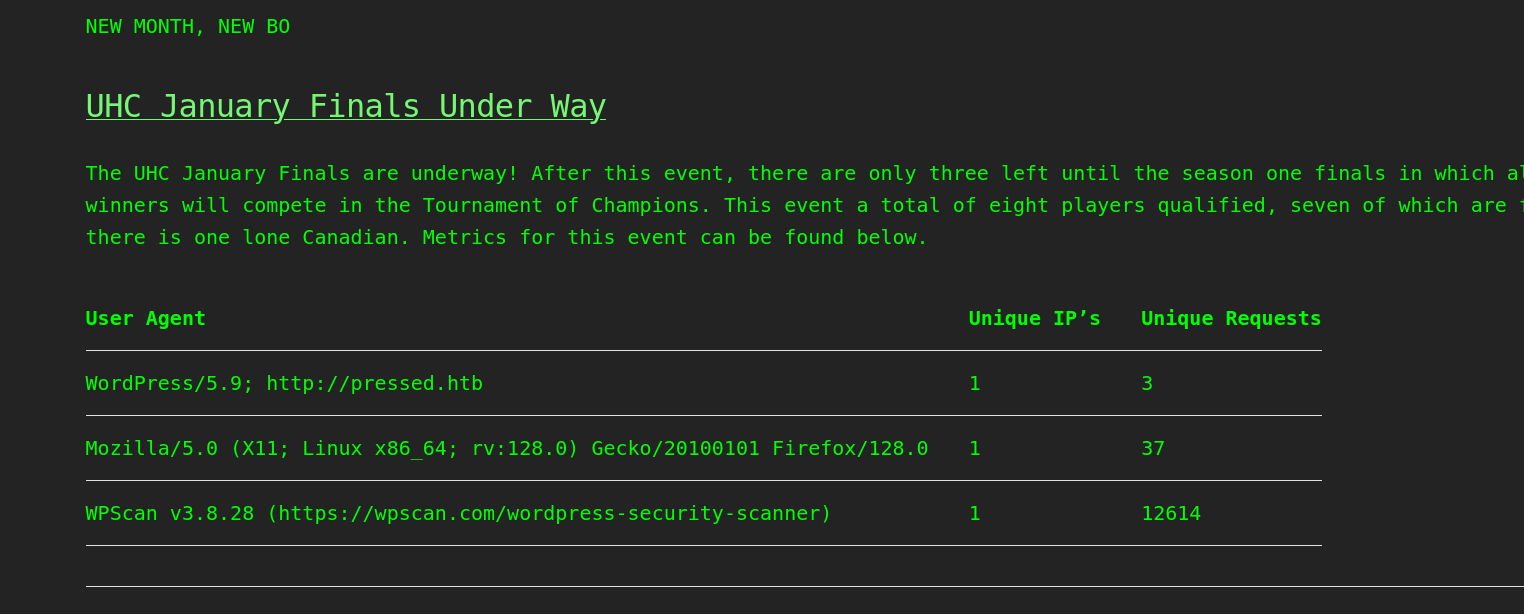 NEW MONTH, NEW BO
UHC January Finals Under Way
The UHC January Finals are underway! After this event, there are only three left until the season one finals in which
winners will compete in the Tournament of Champions. This event a total of eight players qualified, seven of which are
there is one lone Canadian. Metrics for this event can be found below.
User Agent Unique IP’s Unique Requests
WordPress/5.9; http://pressed.htb 1 3
Mozilla/5.0 (X11; Linux x86_64; rv:128.0) Gecko/20100101 Firefox/128.0 1 37
WPScan v3.8.28 (https://wpscan.com/wordpress-security-scanner) 1 12614